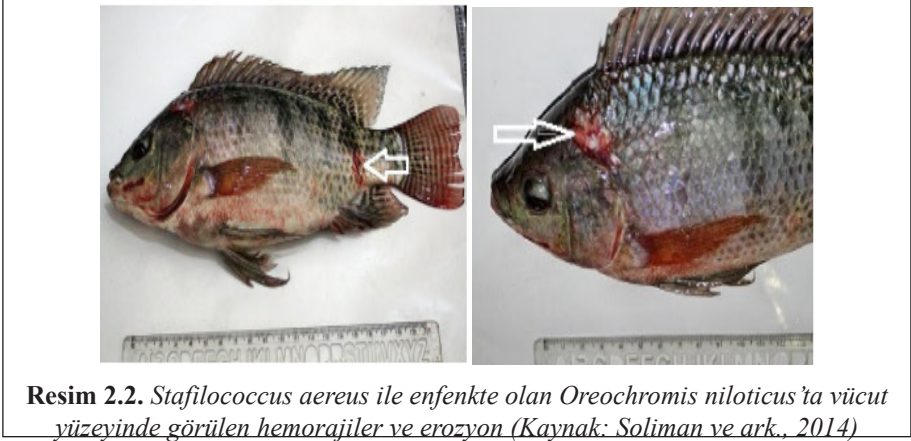 Resim 2.2. Stafilococcus aereus ile enfenkte olan Oreochromis niloticus’ta vücut
yüzeyinde görülen hemorajiler ve erozyon (Kaynak: Soliman ve ark., 2014)